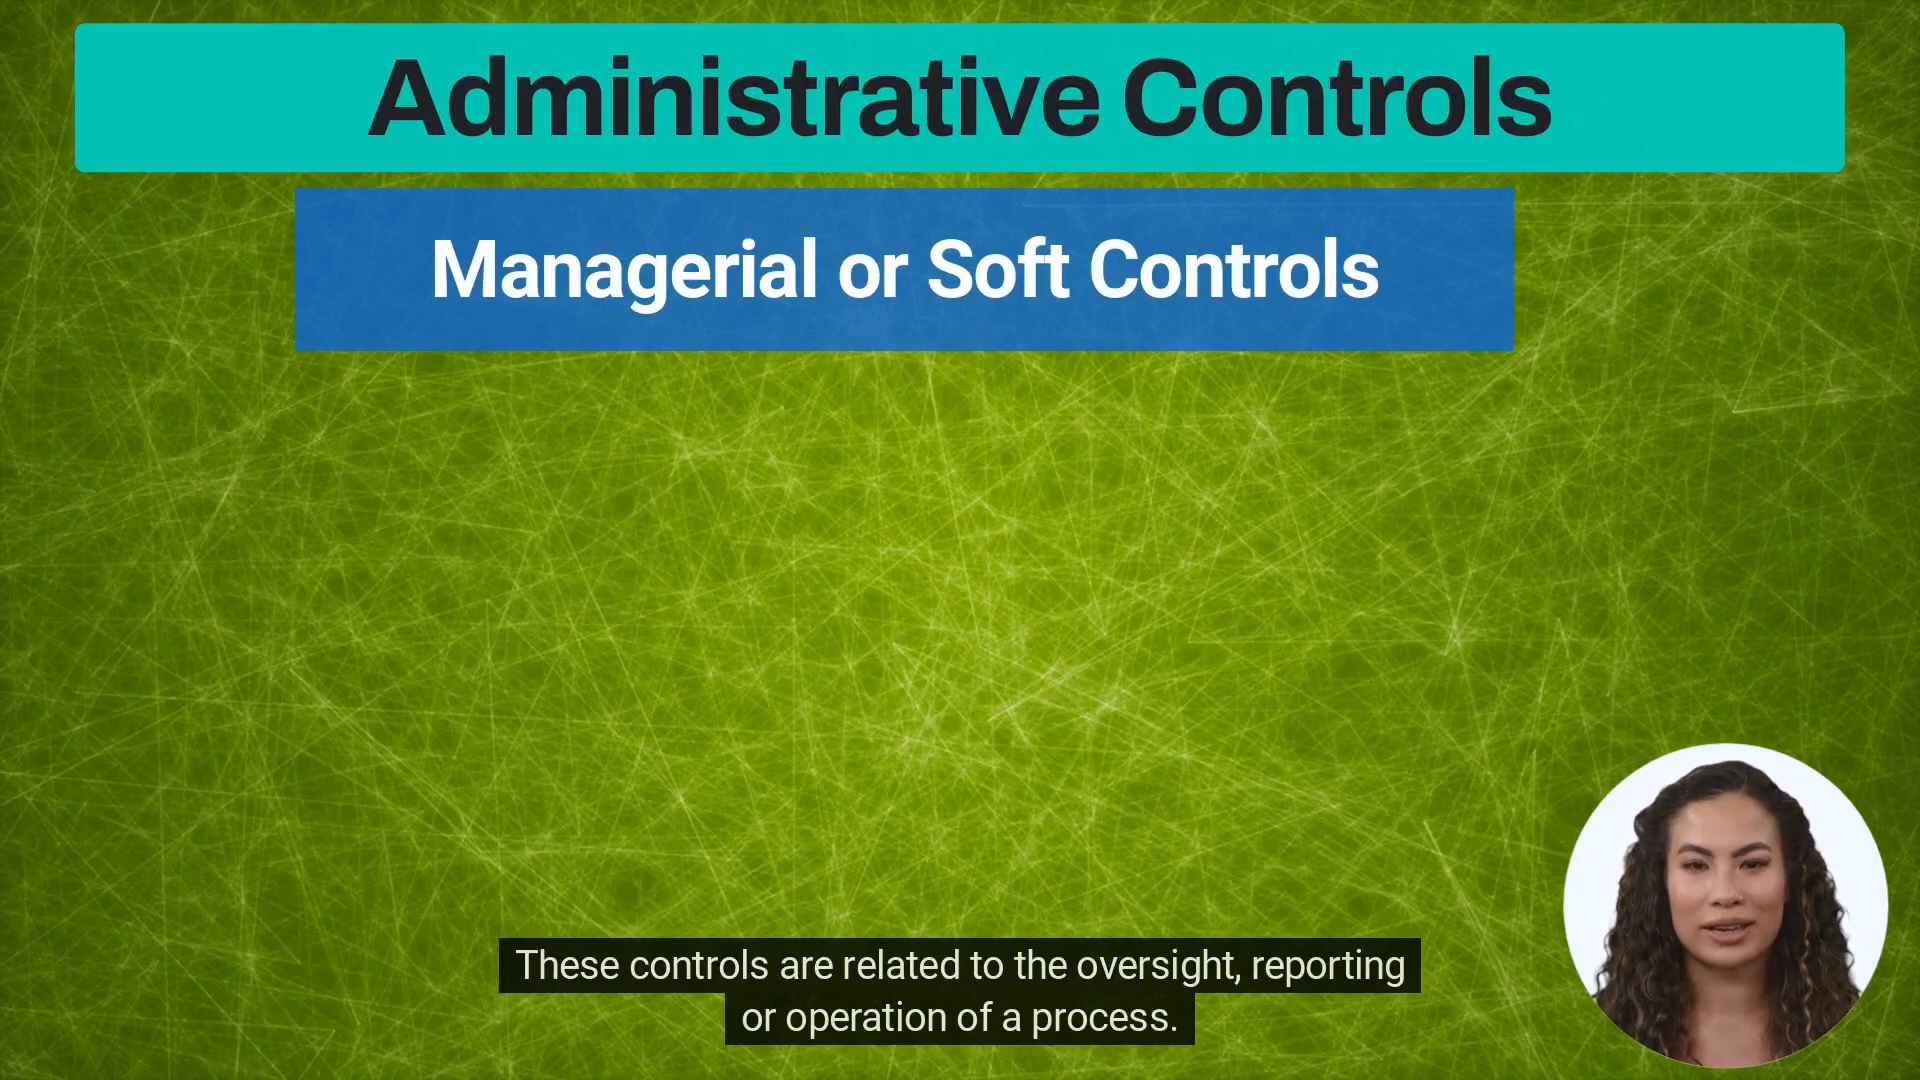 Administrative Controls
Managerial or Soft Controls
These controls are related to the oversight, reporting
or operation of a process.